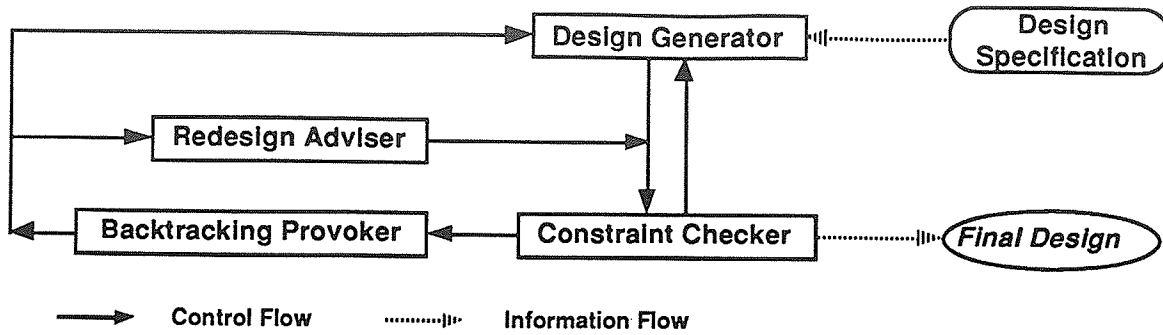 Design Generator
Design
Specification
Redesign Adviser
Backtracking Provoker
Constraint Checker
Final Design
Control Flow
Information Flow